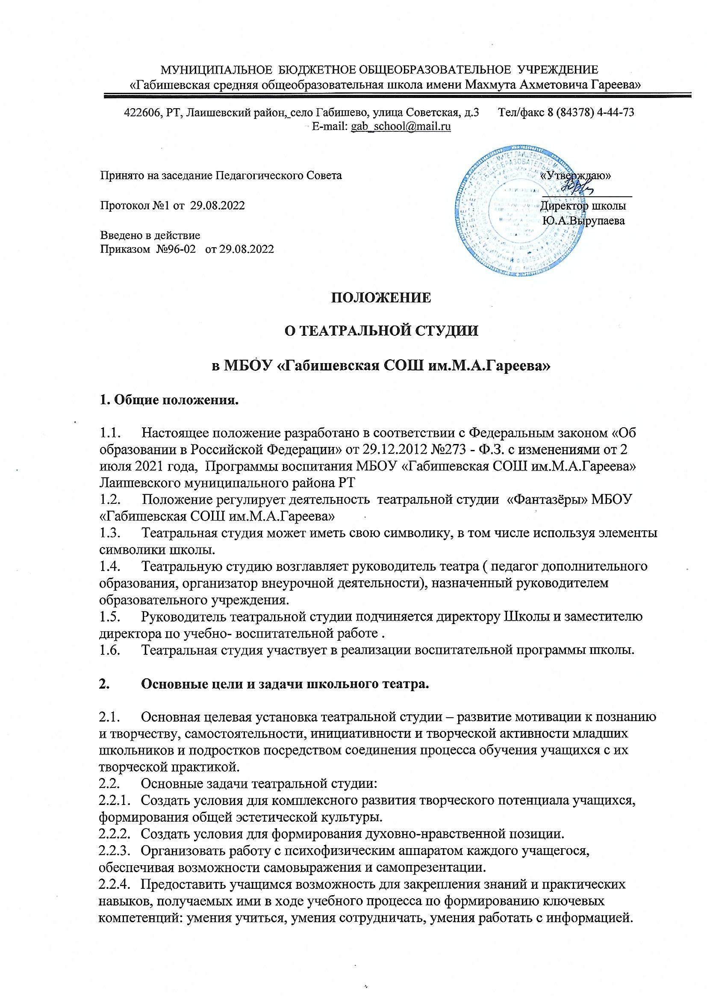 МУНИЦИПАЛЬНОЕ БЮДЖЕТНОЕ ОБЩЕОБРАЗОВАТЕЛЬНОЕ УЧРЕЖДЕНИЕ
«Габишевская средняя общеобразовательная школа имени Махмута Ахметовича Гареева»
422606, РТ, Лаишевский район, село Габишево, улица Советская, д.3 Тел/факс 8 (84378) 4-44-73
E-mail: gab_school@mail.ru
Принято на заседание Педагогического Совета «Утверждаю»
Протокол №1 от 29.08.2022 Директор школы
Ю.А.Вырупаева
Введено в действие
Приказом №96-02 от 29.08.2022
ПОЛОЖЕНИЕ
О ТЕАТРАЛЬНОЙ СТУДИИ
в МБОУ «Габишевская СОШ им.М.А.Гареева»
1. Общие положения.
1.1. Настоящее положение разработано в соответствии с Федеральным законом «Об
образовании в Российской Федерации» от 29.12.2012 №273 - Ф.З. с изменениями от 2
июля 2021 года, Программы воспитания МБОУ «Габишевская СОШ им.М.А.Гареева»
Лаишевского муниципального района РТ
1.2. Положение регулирует деятельность театральной студии «Фантазёры» МБОУ
«Габишевская СОШ им.М.А.Гареева»
1.3. Театральная студия может иметь свою символику, в том числе используя элементы
символики школы.
1.4. Театральную студию возглавляет руководитель театра ( педагог дополнительного
образования, организатор внеурочной деятельности), назначенный руководителем
образовательного учреждения.
1.5. Руководитель театральной студии подчиняется директору Школы и заместителю
директора по учебно- воспитательной работе .
1.6. Театральная студия участвует в реализации воспитательной программы школы.
2. Основные цели и задачи школьного театра.
2.1. Основная целевая установка театральной студии – развитие мотивации к познанию
и творчеству, самостоятельности, инициативности и творческой активности младших
школьников и подростков посредством соединения процесса обучения учащихся с их
творческой практикой.
2.2. Основные задачи театральной студии:
2.2.1. Создать условия для комплексного развития творческого потенциала учащихся,
формирования общей эстетической культуры.
2.2.2. Создать условия для формирования духовно-нравственной позиции.
2.2.3. Организовать работу с психофизическим аппаратом каждого учащегося,
обеспечивая возможности самовыражения и самопрезентации.
2.2.4. Предоставить учащимся возможность для закрепления знаний и практических
навыков, получаемых ими в ходе учебного процесса по формированию ключевых
компетенций: умения учиться, умения сотрудничать, умения работать с информацией.